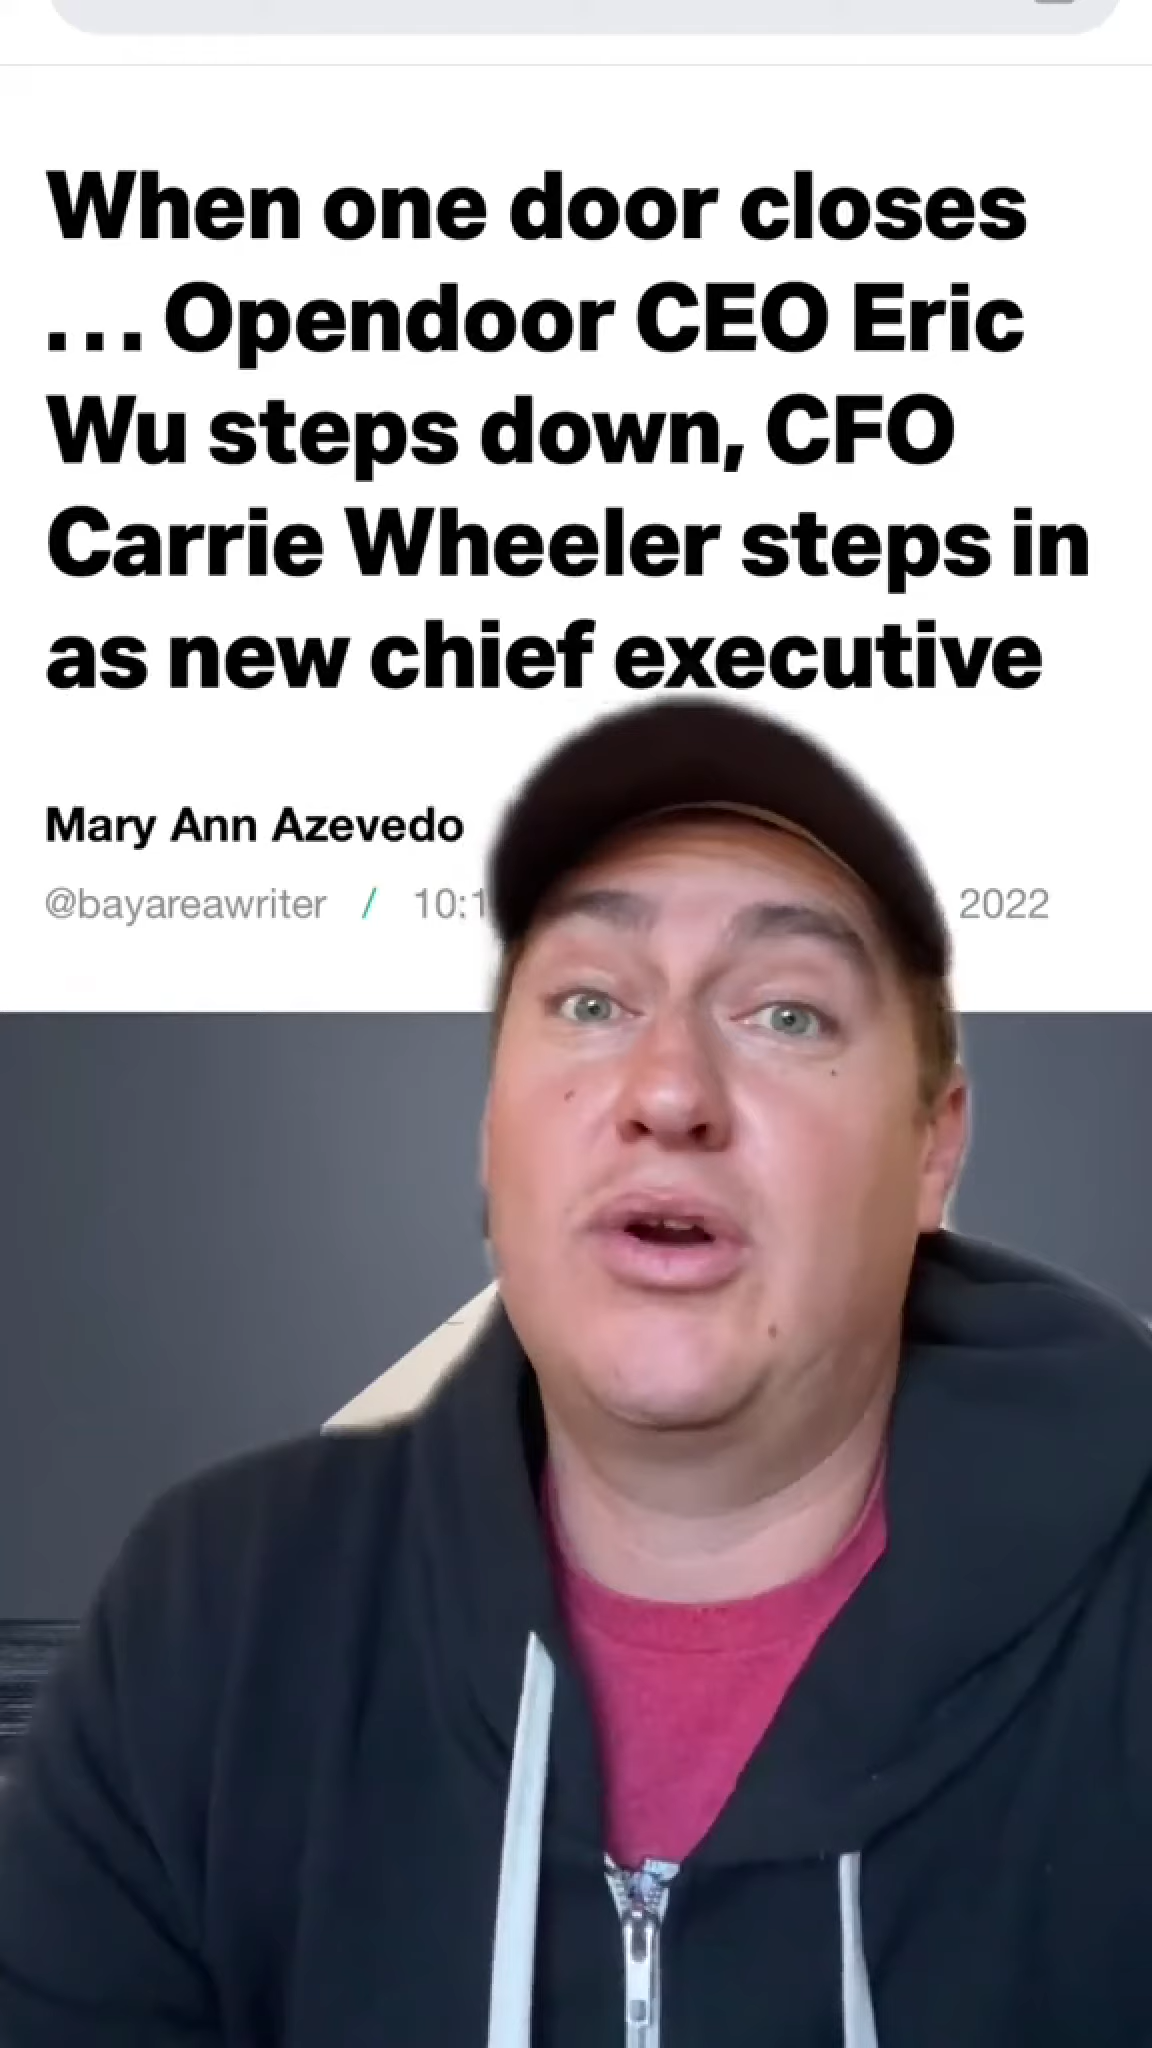 When one door closes
... Opendoor CEO Eric
Wu steps down, CFO
Carrie Wheeler steps in
as new chief executive
Mary Ann Azevedo
@bayareawriter / 10:1 2022